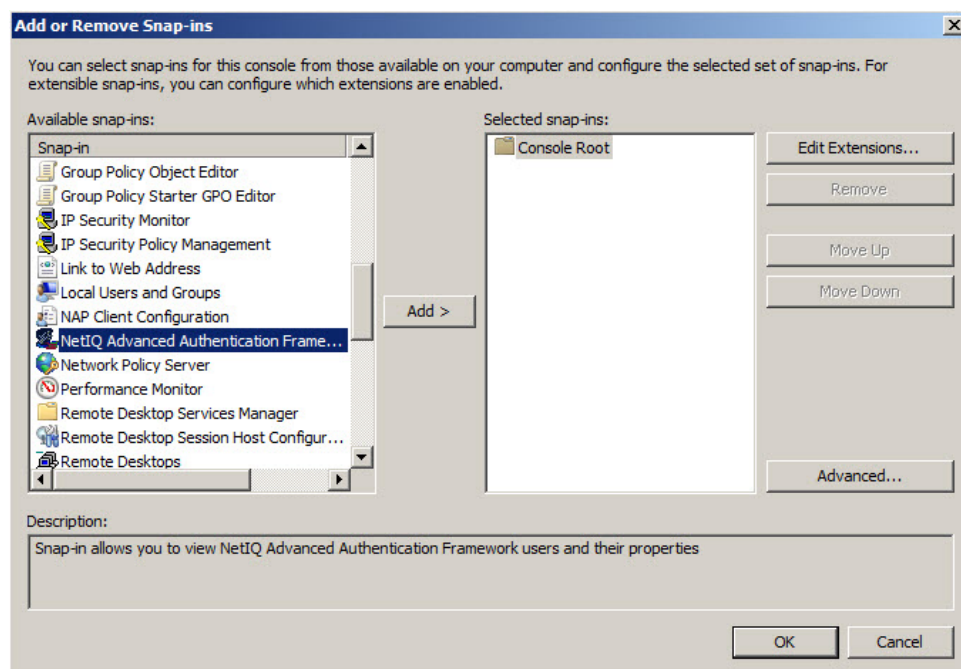 Add or Remove Snap-ins
You can select snap-ins for this console from those available on your computer and configure the selected set of snap-ins. For
extensible snap-ins, you can configure which extensions are enabled.
Available snap-ins:
Snap-in
Group Policy Object Editor
Group Policy Starter GPO Editor
IP Security Monitor
IP Security Policy Management
Link to Web Address
Local Users and Groups
NAP Client Configuration
NetIQ Advanced Authentication Frame...
Network Policy Server
Performance Monitor
Remote Desktop Services Manager
Remote Desktop Session Host Configur...
Remote Desktops
Add >
Selected snap-ins:
Console Root
Edit Extensions...
Remove
Move Up
Move Down
Advanced...
Description:
Snap-in allows you to view NetIQ Advanced Authentication Framework users and their properties
OK
Cancel